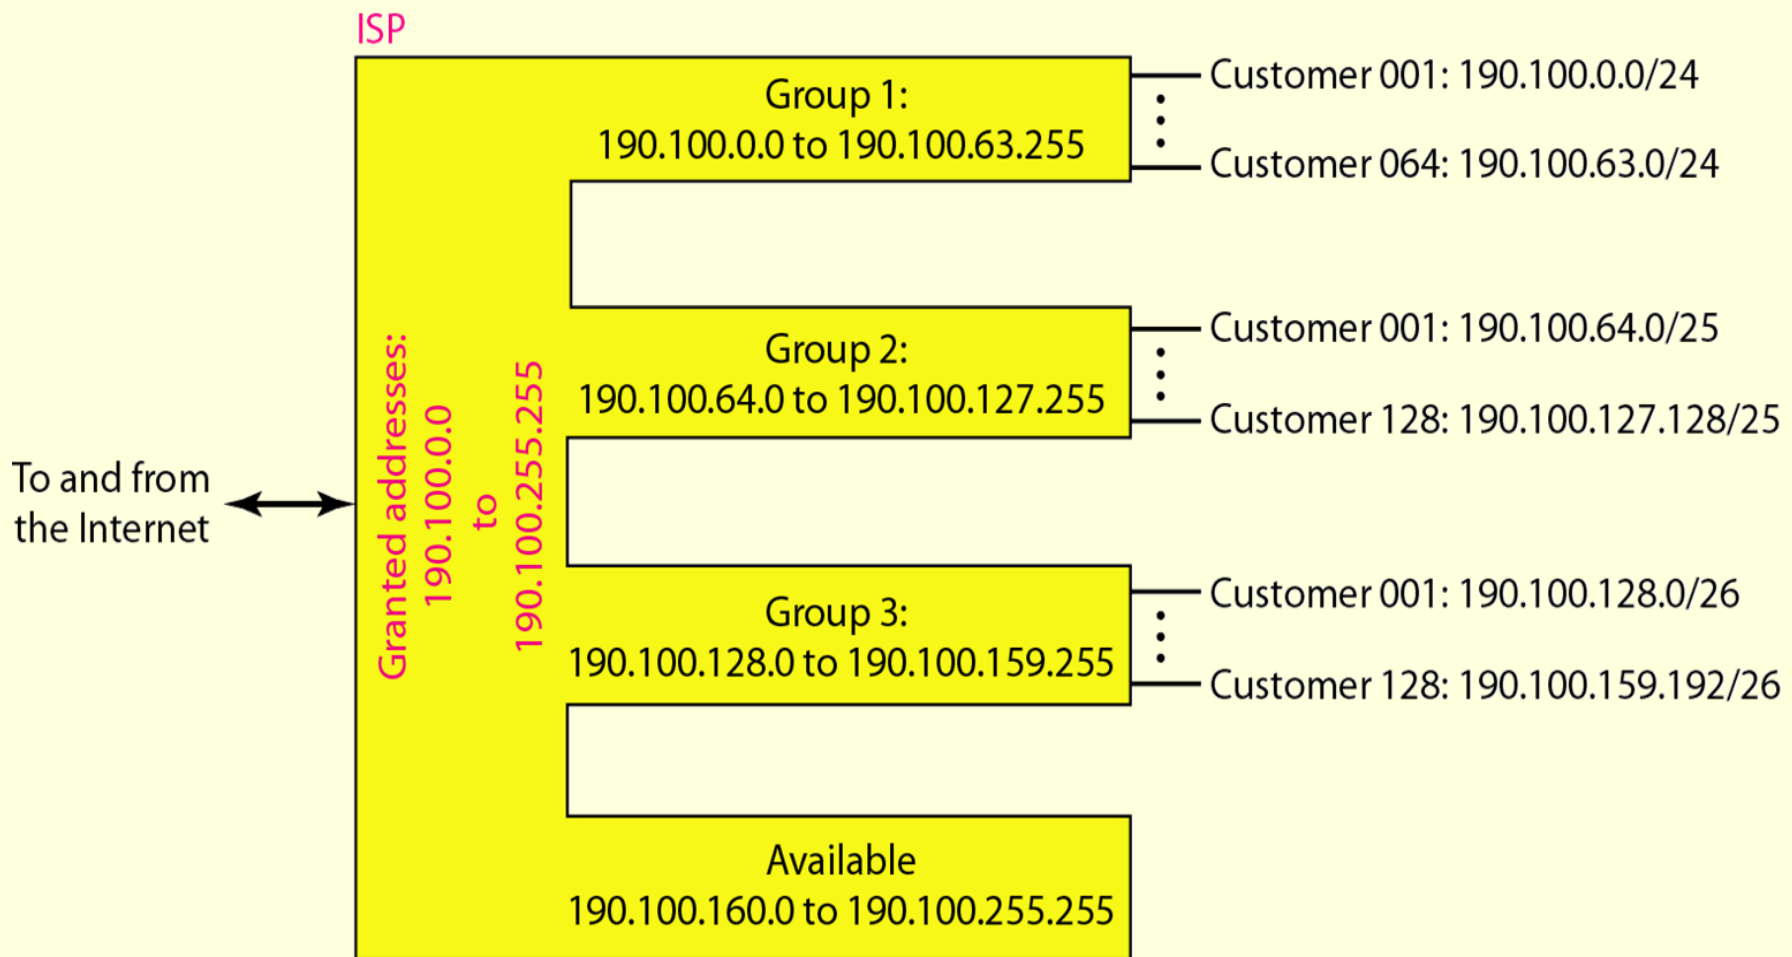 ISP
Group 1:
190.100.0.0 to 190.100.63.255
Customer 001: 190.100.0.0/24
Customer 064: 190.100.63.0/24
Group 2:
190.100.64.0 to 190.100.127.255
Customer 001: 190.100.64.0/25
Customer 128: 190.100.127.128/25
To and from
the Internet
Granted addresses:
190.100.0.0
to
190.100.255.255
Group 3:
190.100.128.0 to 190.100.159.255
Customer 001: 190.100.128.0/26
Customer 128: 190.100.159.192/26
Available
190.100.160.0 to 190.100.255.255